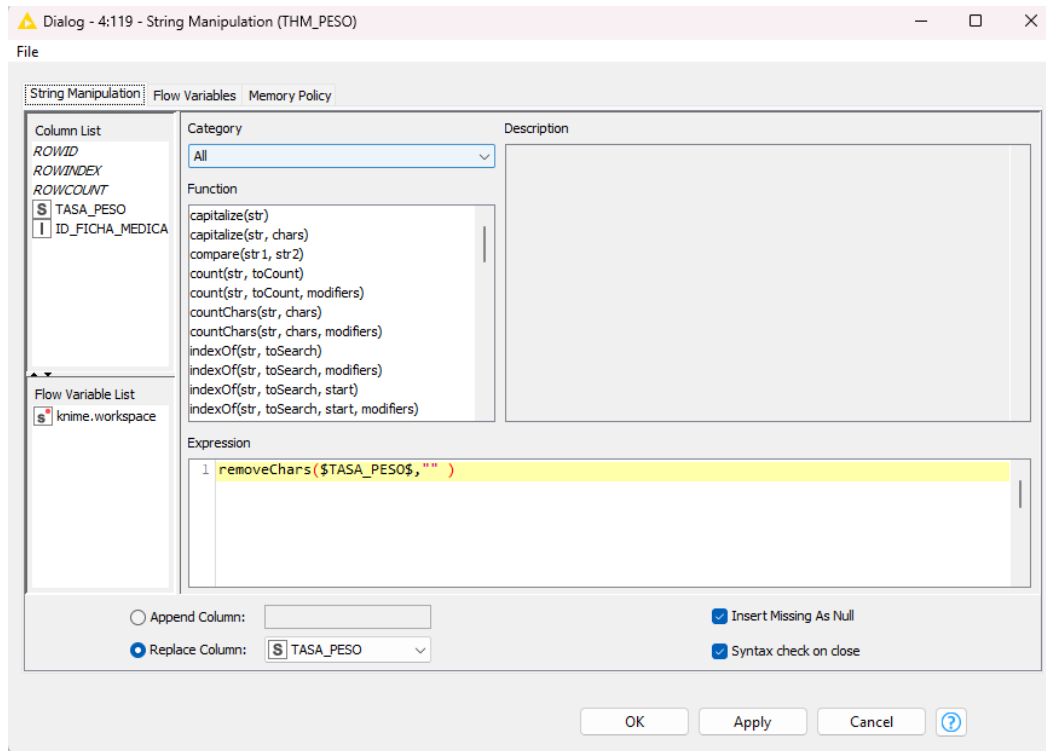 Dialog - 4:119 - String Manipulation (THM_PESO)
File
String Manipulation Flow Variables Memory Policy
Column List
ROWID
ROWINDEX
ROWCOUNT
S TASA_PESO
I ID_FICHA_MEDICA
Flow Variable List
s knime.workspace
Category
All
Function
capitalize(str)
capitalize(str, chars)
compare(str1, str2)
count(str, toCount)
count(str, toCount, modifiers)
countChars(str, chars)
countChars(str, chars, modifiers)
indexOf(str, toSearch)
indexOf(str, toSearch, modifiers)
indexOf(str, toSearch, start)
indexOf(str, toSearch, start, modifiers)
Description
Expression
1 removeChars($TASA_PESO$,"" )
Append Column:
Replace Column: S TASA_PESO
Insert Missing As Null
Syntax check on close
OK Apply Cancel ?